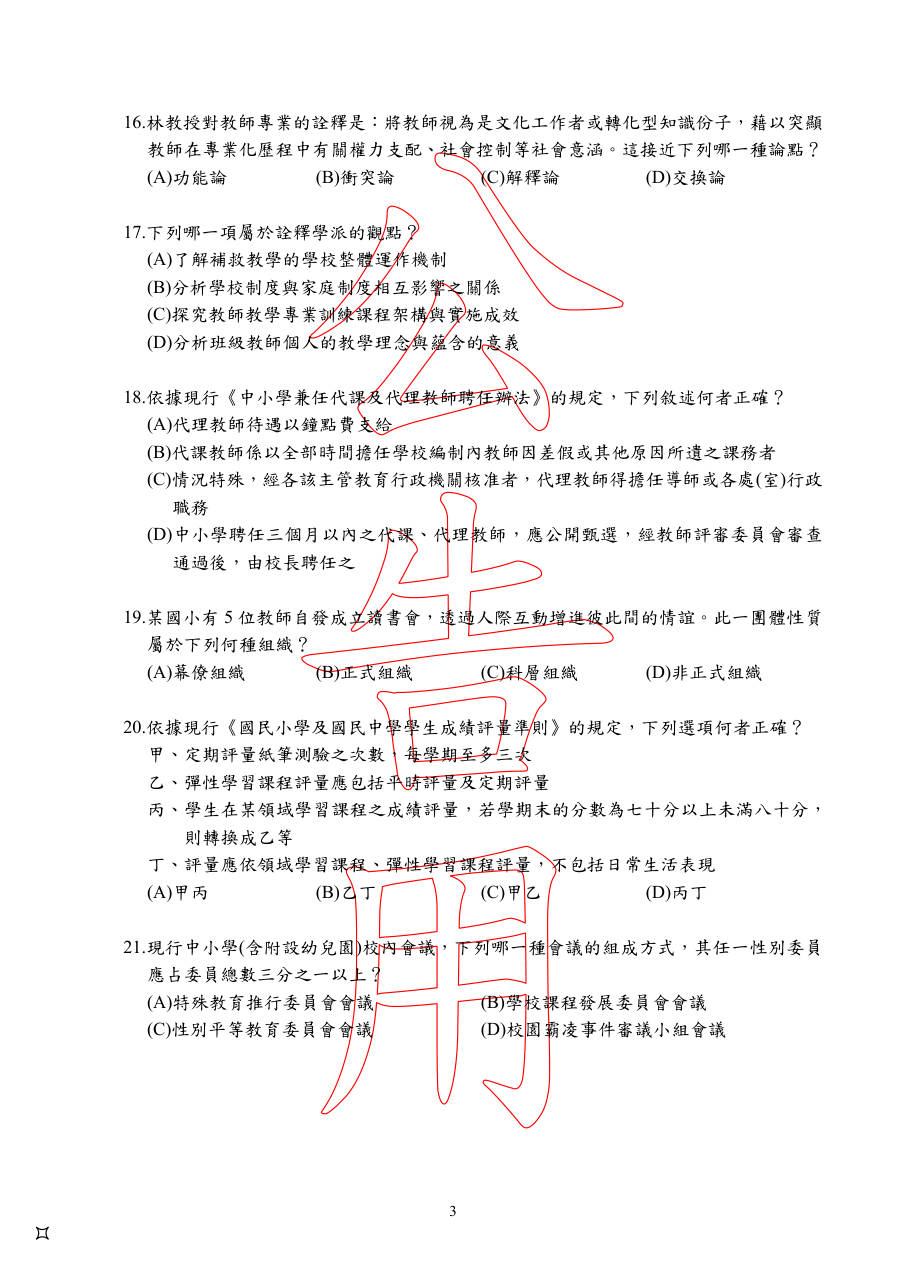 16.林教授對教師專業的詮釋是：將教師視為是文化工作者或轉化型知識份子，藉以突顯
教師在專業化歷程中有關權力支配、社會控制等社會意涵。這接近下列哪一種論點？
(A)功能論 (B)衝突論 (C)解釋論 (D)交換論
17.下列哪一項屬於詮釋學派的觀點？
(A)了解補救教學的學校整體運作機制
(B)分析學校制度與家庭制度相互影響之關係
(C)探究教師教學專業訓練課程架構與實施成效
(D)分析班級教師個人的教學理念與蘊含的意義
18.依據現行《中小學兼任代課及代理教師聘任辦法》的規定，下列敘述何者正確？
(A)代理教師待遇以鐘點費支給
(B)代課教師係以全部時間擔任學校編制內教師因差假或其他原因所遺之課務者
(C)情況特殊，經各該主管教育行政機關核准者，代理教師得擔任導師或各處(室)行政
職務
(D)中小學聘任三個月以內之代課、代理教師，應公開甄選，經教師評審委員會審查
通過後，由校長聘任之
19.某國小有 5 位教師自發成立讀書會，透過人際互動增進彼此間的情誼。此一團體性質
屬於下列何種組織？
(A)幕僚組織 (B)正式組織 (C)科層組織 (D)非正式組織
20.依據現行《國民小學及國民中學學生成績評量準則》的規定，下列選項何者正確？
甲、定期評量紙筆測驗之次數，每學期至多三次
乙、彈性學習課程評量應包括平時評量及定期評量
丙、學生在某領域學習課程之成績評量，若學期末的分數為七十分以上未滿八十分，
則轉換成乙等
丁、評量應依領域學習課程、彈性學習課程評量，不包括日常生活表現
(A)甲丙 (B)乙丁 (C)甲乙 (D)丙丁
21.現行中小學(含附設幼兒園)校內會議，下列哪一種會議的組成方式，其任一性別委員
應占委員總數三分之一以上？
(A)特殊教育推行委員會會議 (B)學校課程發展委員會會議
(C)性別平等教育委員會會議 (D)校園霸凌事件審議小組會議
公告用
3